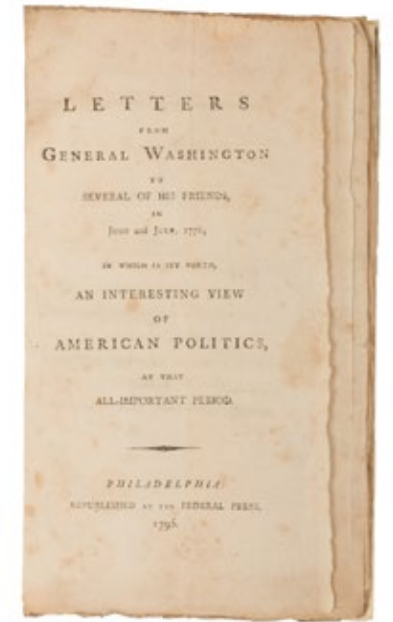 LETTERS
FROM
GENERAL WASHINGTON
TO
SEVERAL OF HIS FRIENDS,
IN
JUNE and JULY, 1776,
IN WHICH IS SET FORTH,
AN INTERESTING VIEW
OF
AMERICAN POLITICS,
AT THAT
ALL-IMPORTANT PERIOD.
PHILADELPHIA:
REPUBLISHED AT THE FEDERAL PRESS,
1795.